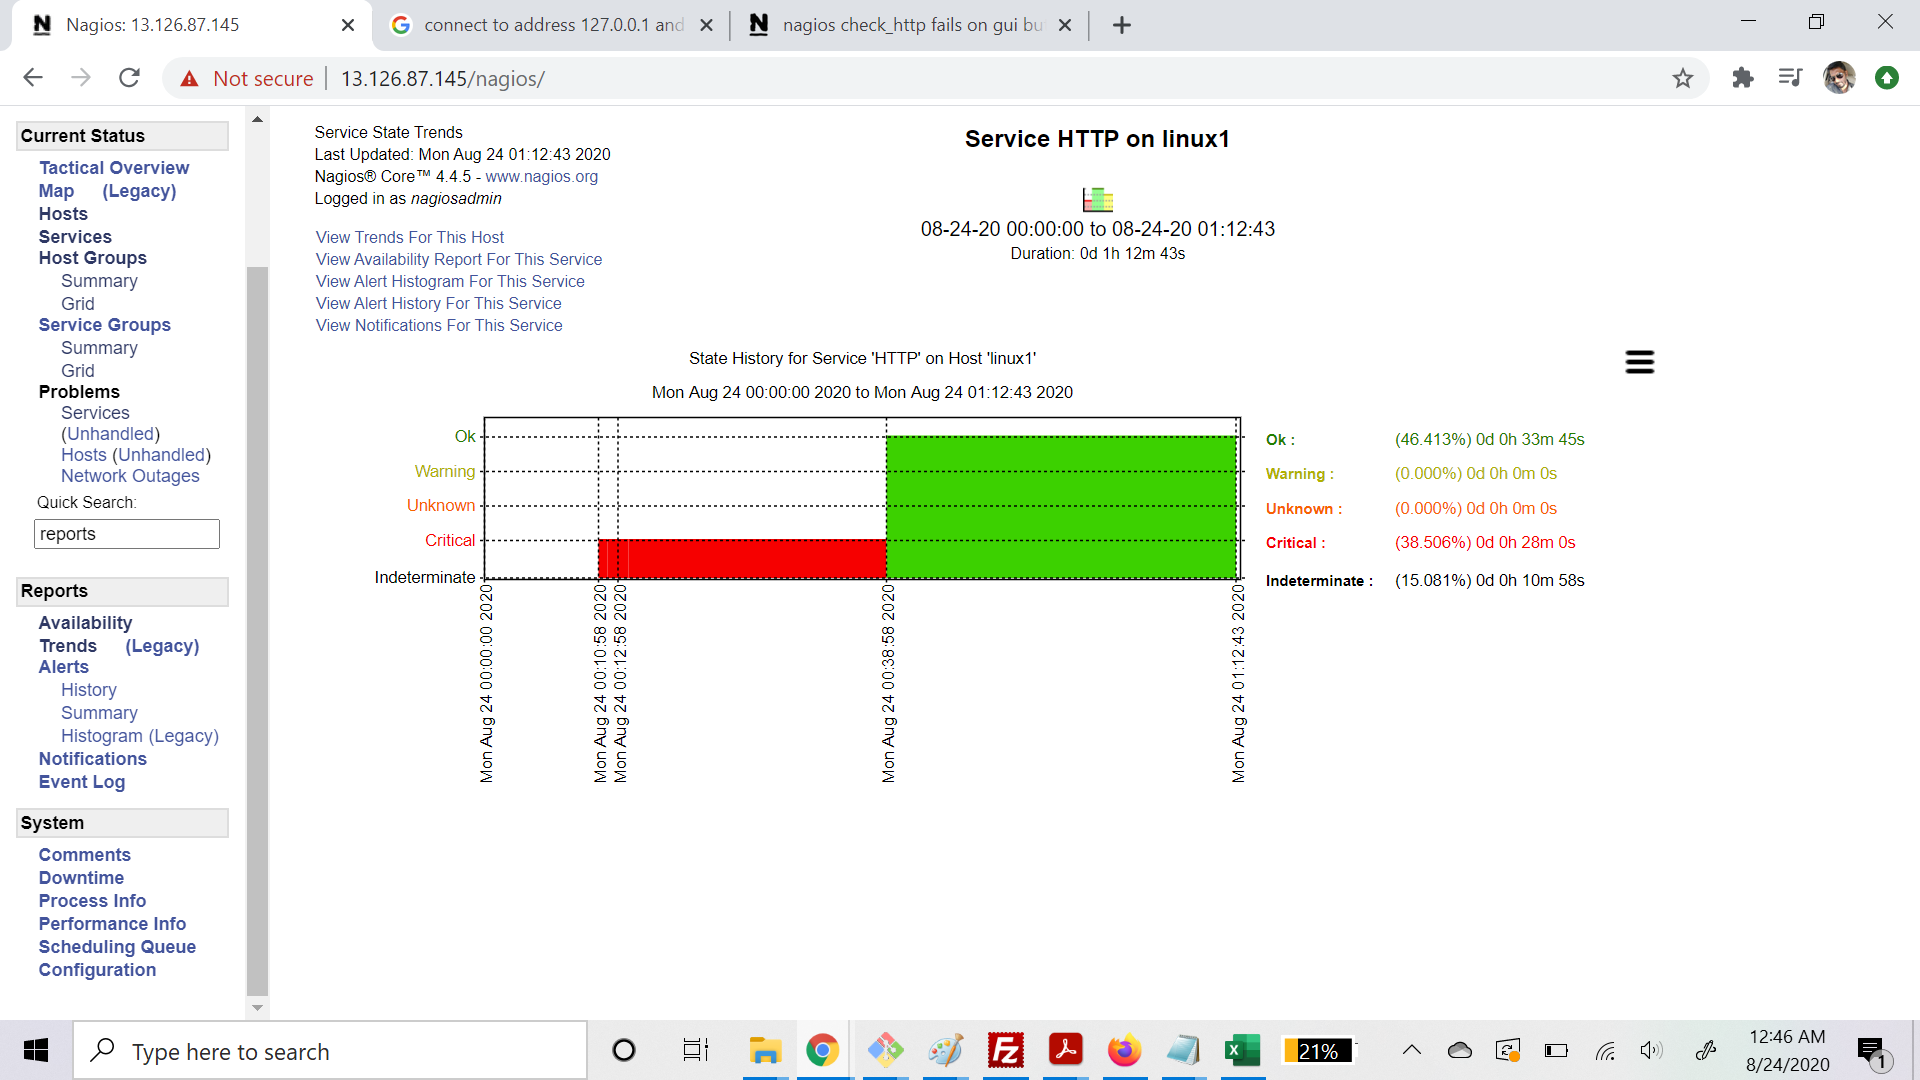 Nagios: 13.126.87.145
connect to address 127.0.0.1 and
nagios check_http fails on gui bu
Not secure
13.126.87.145/nagios/
Current Status
Tactical Overview
Map (Legacy)
Hosts
Services
Host Groups
Summary
Grid
Service Groups
Summary
Grid
Problems
Services
(Unhandled)
Hosts (Unhandled)
Network Outages
Quick Search:
reports
Reports
Availability
Trends (Legacy)
Alerts
History
Summary
Histogram (Legacy)
Notifications
Event Log
System
Comments
Downtime
Process Info
Performance Info
Scheduling Queue
Configuration
Service State Trends
Last Updated: Mon Aug 24 01:12:43 2020
Nagios® Core™ 4.4.5 - www.nagios.org
Logged in as nagiosadmin
View Trends For This Host
View Availability Report For This Service
View Alert Histogram For This Service
View Alert History For This Service
View Notifications For This Service
Service HTTP on linux1
08-24-20 00:00:00 to 08-24-20 01:12:43
Duration: 0d 1h 12m 43s
State History for Service 'HTTP' on Host 'linux1'
Mon Aug 24 00:00:00 2020 to Mon Aug 24 01:12:43 2020
Ok
Warning
Unknown
Critical
Indeterminate
Mon Aug 24 00:00:00 2020
Mon Aug 24 00:10:58 2020
Mon Aug 24 00:12:58 2020
Mon Aug 24 00:38:58 2020
Mon Aug 24 01:12:43 2020
Ok : (46.413%) 0d 0h 33m 45s
Warning : (0.000%) 0d 0h 0m 0s
Unknown : (0.000%) 0d 0h 0m 0s
Critical : (38.506%) 0d 0h 28m 0s
Indeterminate : (15.081%) 0d 0h 10m 58s
Type here to search
21%
12:46 AM
8/24/2020
1